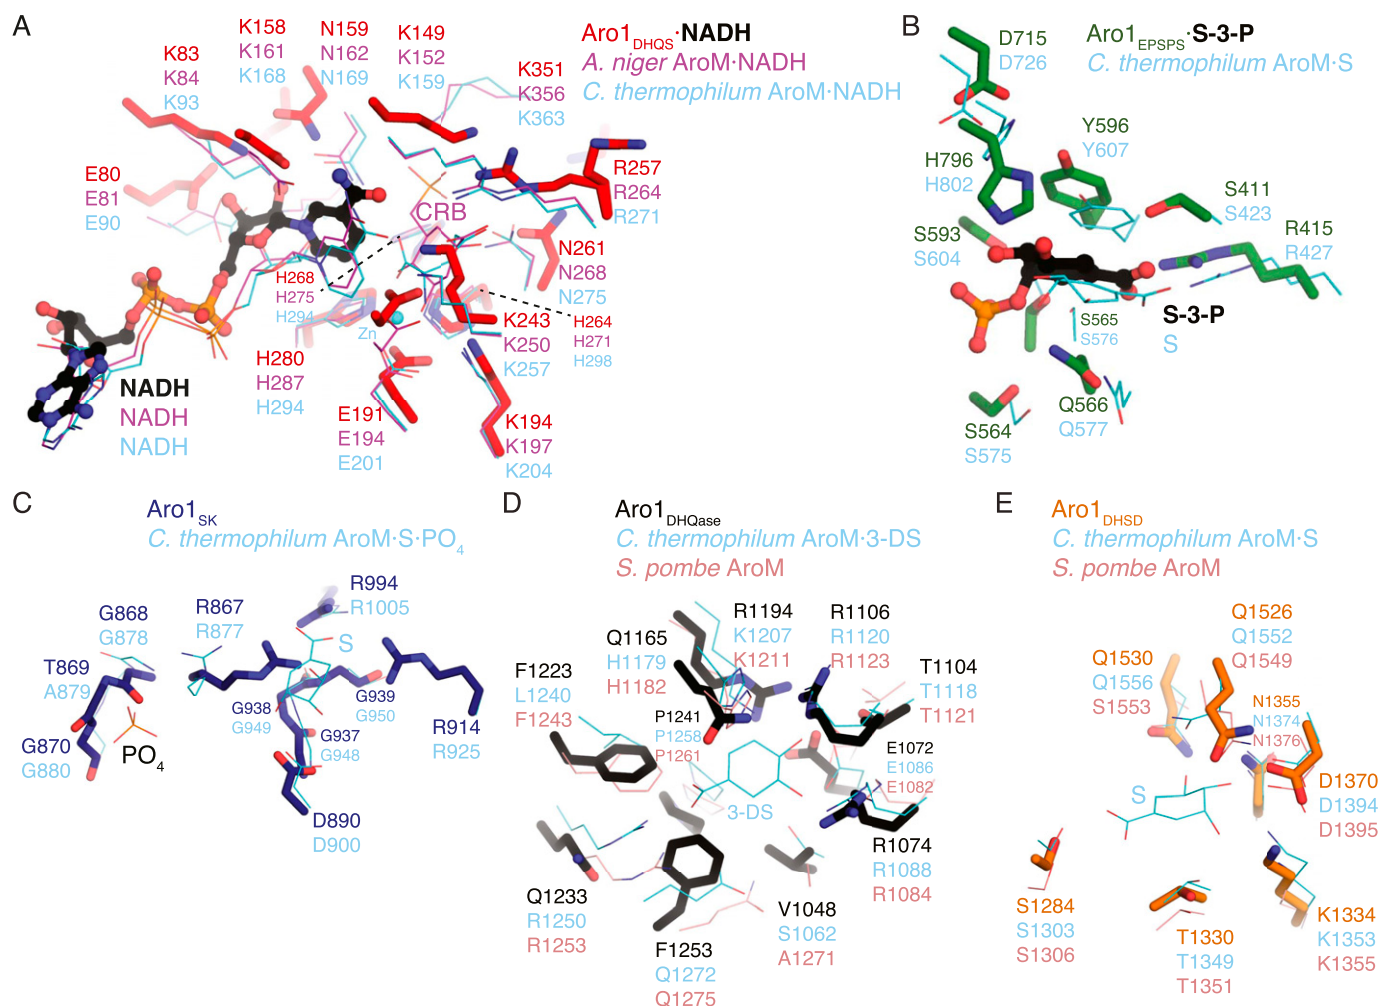 A
Aro1DHQS·NADH
A. niger AroM·NADH
C. thermophilum AroM·NADH
K158
K161
K168
N159
N162
N169
K149
K152
K159
K83
K84
K93
K351
K356
K363
E80
E81
E90
R257
R264
R271
CRB
N261
N268
N275
H268
H275
H294
Zn
H264
H271
H298
K243
K250
K257
H280
H287
H294
E191
E194
E201
K194
K197
K204
NADH
NADH
NADH
B
Aro1EPSPS·S-3-P
C. thermophilum AroM·S
D715
D726
Y596
Y607
H796
H802
S411
S423
R415
R427
S593
S604
S565
S576
S-3-P
S
Q566
Q577
S564
S575
C
Aro1SK
C. thermophilum AroM·S·PO4
R994
R1005
G868
G878
R867
R877
S
T869
A879
G939
G950
G938
G949
G937
G948
R914
R925
PO4
G870
G880
D890
D900
D
Aro1DHQase
C. thermophilum AroM·3-DS
S. pombe AroM
R1194
K1207
K1211
R1106
R1120
R1123
Q1165
H1179
H1182
T1104
T1118
T1121
F1223
L1240
F1243
P1241
P1258
P1261
E1072
E1086
E1082
3-DS
R1074
R1088
R1084
Q1233
R1250
R1253
V1048
S1062
A1271
F1253
Q1272
Q1275
E
Aro1DHSD
C. thermophilum AroM·S
S. pombe AroM
Q1526
Q1552
Q1549
Q1530
Q1556
S1553
N1355
N1374
N1376
S
D1370
D1394
D1395
S1284
S1303
S1306
T1330
T1349
T1351
K1334
K1353
K1355